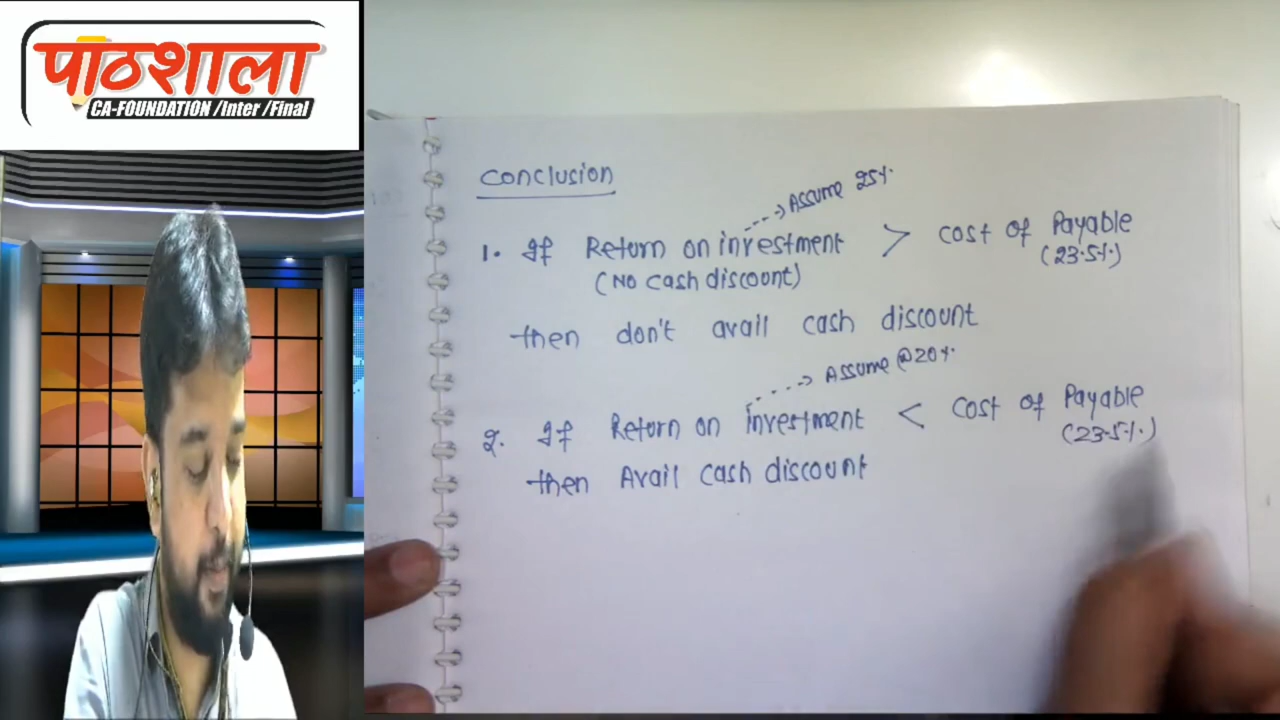 पाठशाला
CA-FOUNDATION /Inter /Final
Conclusion
Assume 25%
1. If Return on investment > Cost of Payable
(No cash discount) (23.5%)
then don't avail cash discount
Assume @20%
2. If Return on investment < Cost of Payable
(23.5%)
then Avail cash discount